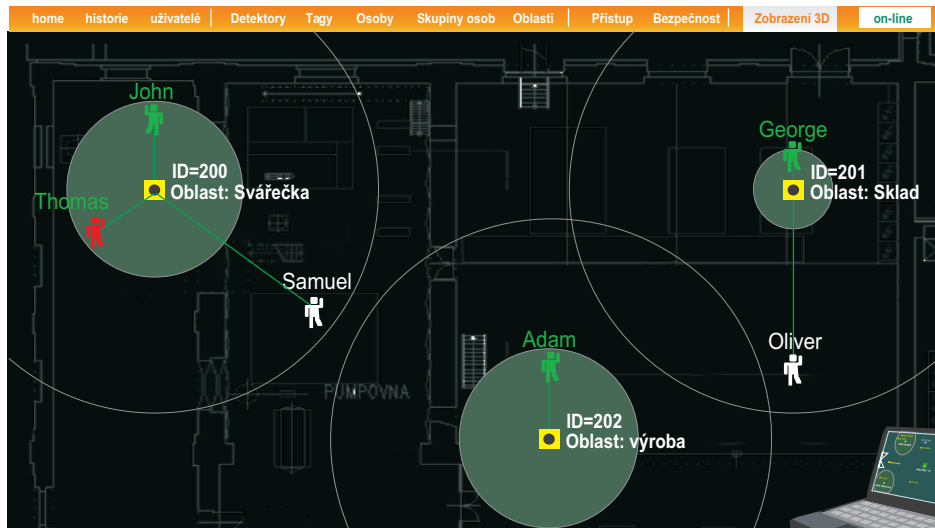 home historie uživatelé Detektory Tagy Osoby Skupiny osob Oblasti Přístup Bezpečnost Zobrazení 3D on-line
John
George
ID=200
Oblast: Svářečka
ID=201
Oblast: Sklad
Thomas
Samuel
Adam
Oliver
PUMPOVNA
ID=202
Oblast: výroba